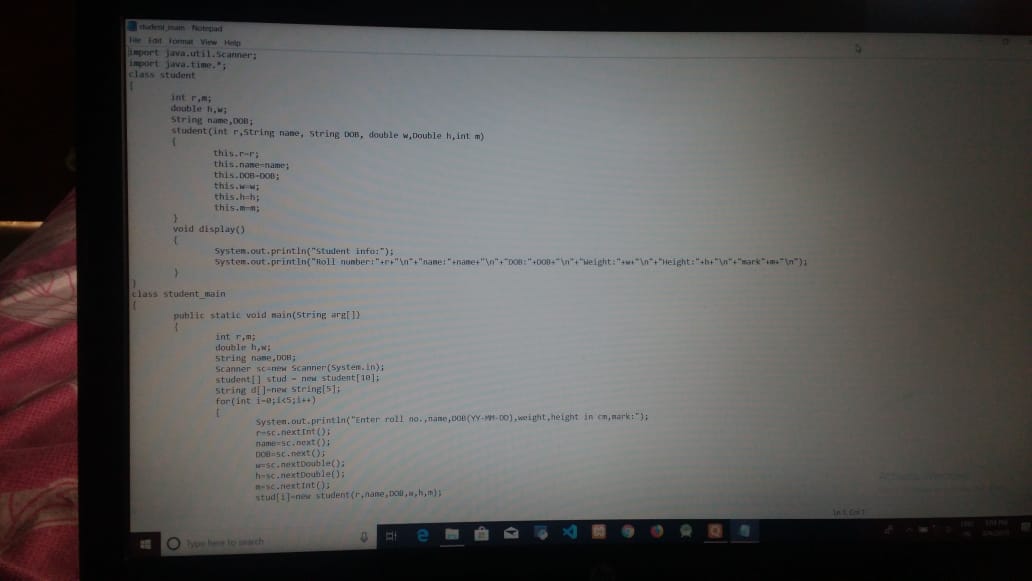 student_main - Notepad
File Edit Format View Help
import java.util.Scanner;
import java.time.*;
class student
{
int r,m;
double h,w;
String name,DOB;
student(int r,String name, String DOB, double w,Double h,int m)
{
this.r=r;
this.name=name;
this.DOB=DOB;
this.w=w;
this.h=h;
this.m=m;
}
void display()
{
System.out.println("Student info:");
System.out.println("Roll number:"+r+"\n"+"name:"+name+"\n"+"DOB:"+DOB+"\n"+"Weight:"+w+"\n"+"Height:"+h+"\n"+"mark"+m+"\n");
}
}
class student_main
{
public static void main(String arg[])
{
int r,m;
double h,w;
String name,DOB;
Scanner sc=new Scanner(System.in);
student[] stud = new student[10];
String d[]=new String[5];
for(int i=0;i<5;i++)
{
System.out.println("Enter roll no.,name,DOB(YY-MM-DD),weight,height in cm,mark:");
r=sc.nextInt();
name=sc.next();
DOB=sc.next();
w=sc.nextDouble();
h=sc.nextDouble();
m=sc.nextInt();
stud[i]=new student(r,name,DOB,w,h,m);
Ln 1, Col 1
Type here to search